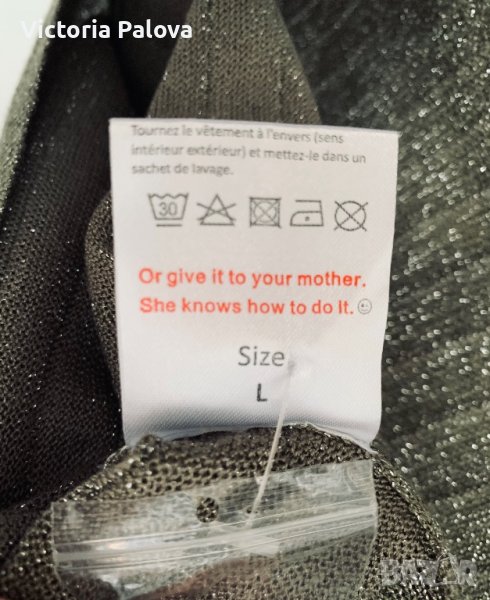 Victoria Palova
Tournez le vêtement à l'envers (sens
intérieur extérieur) et mettez-le dans un
sachet de lavage.
30
Or give it to your mother.
She knows how to do it.
Size
L
BAZAR